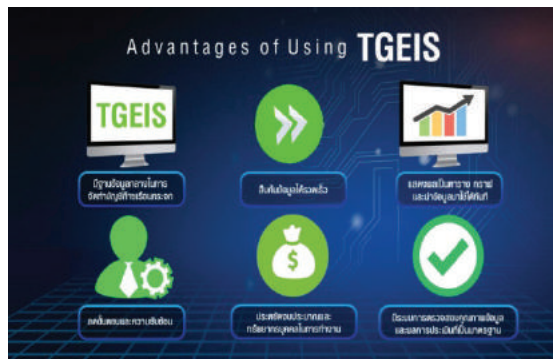 Advantages of Using TGEIS
TGEIS
มีฐานข้อมูลกลางในการ
จัดทำบัญชีก๊าซเรือนกระจก
สืบค้นข้อมูลได้รวดเร็ว
แสดงผลเป็นตาราง กราฟ
และนำข้อมูลมาใช้ได้ทันที
ลดขั้นตอนและความซับซ้อน
ประหยัดงบประมาณและ
ทรัพยากรบุคคลในการทำงาน
มีระบบการตรวจสอบคุณภาพข้อมูล
และผลการประเมินที่เป็นมาตรฐาน
$